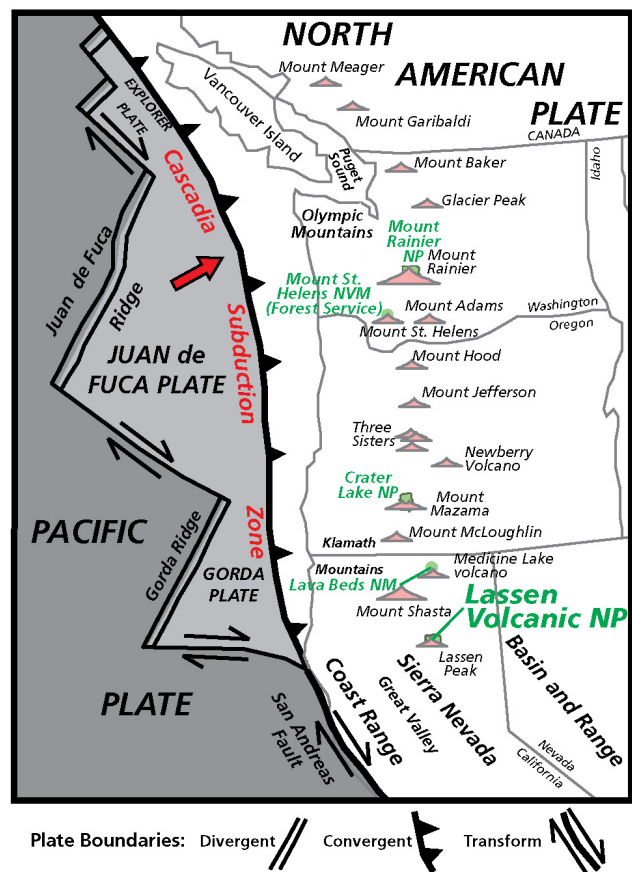 NORTH
AMERICAN
PLATE
Mount Meager
Mount Garibaldi
CANADA
EXPLORER
PLATE
Vancouver Island
Puget
Sound
Idaho
Mount Baker
Glacier Peak
Olympic
Mountains
Mount
Rainier
NP
Mount
Rainier
Cascadia
Subduction
Zone
Juan de Fuca
Ridge
Mount St.
Helens NVM
(Forest Service)
Mount Adams
Mount St. Helens
Washington
Oregon
JUAN de
FUCA PLATE
Mount Hood
Mount Jefferson
Three
Sisters
Newberry
Volcano
Crater
Lake NP
Mount
Mazama
PACIFIC
PLATE
Gorda Ridge
GORDA
PLATE
Mount McLoughlin
Klamath
Mountains
Medicine Lake
volcano
Lava Beds NM
Mount Shasta
Lassen
Volcanic NP
Lassen
Peak
San Andreas
Fault
Coast Range
Great Valley
Sierra Nevada
Basin and Range
Nevada
California
Plate Boundaries: Divergent Convergent Transform